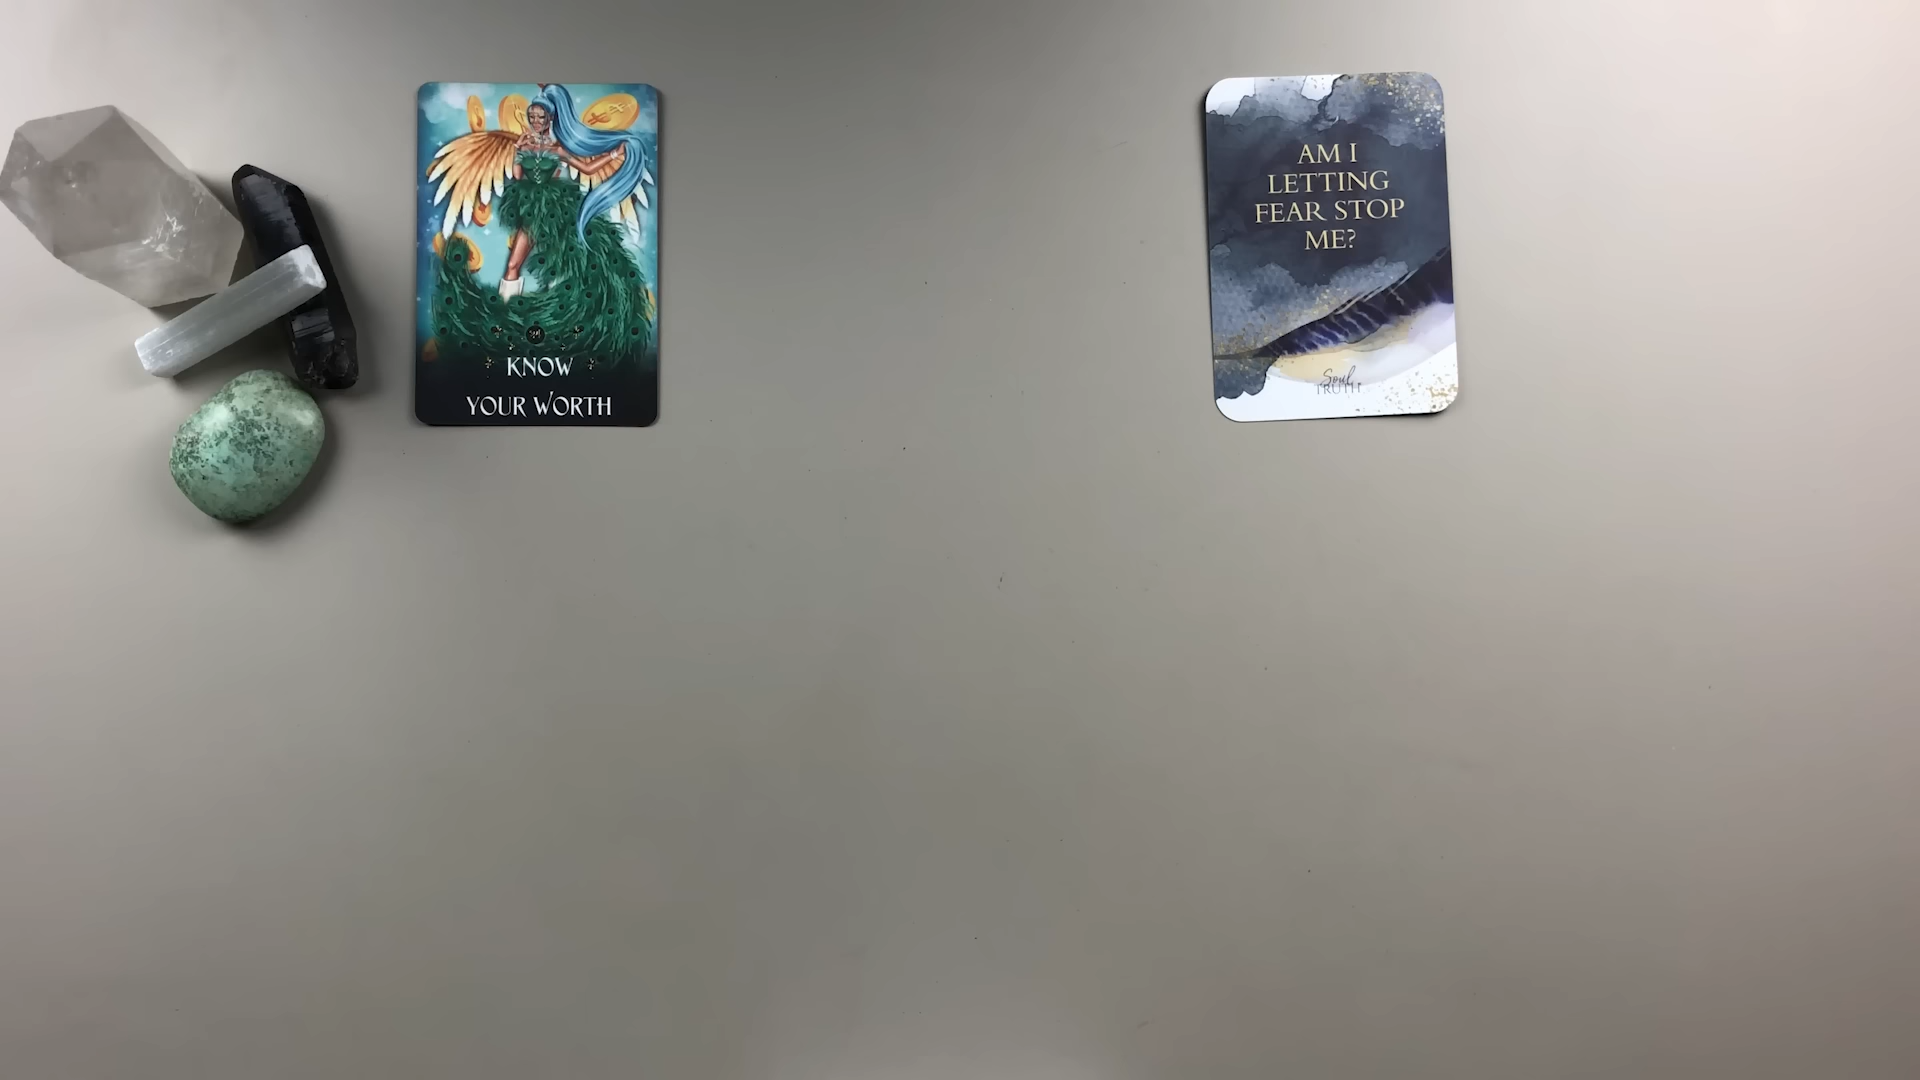 KNOW
YOUR WORTH
AM I
LETTING
FEAR STOP
ME?
Soul
TRUTH